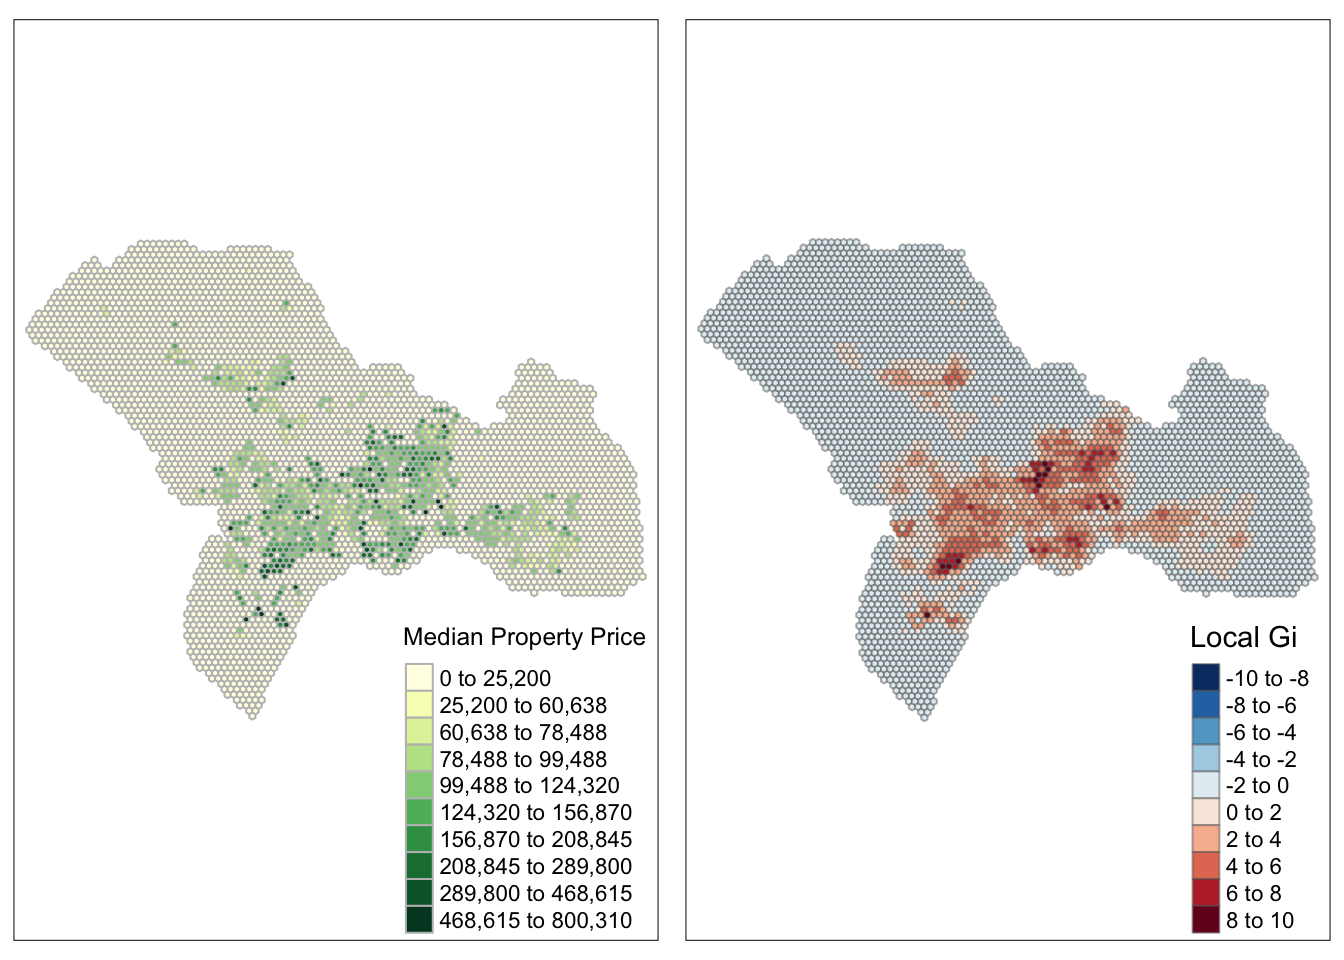 Median Property Price
0 to 25,200
25,200 to 60,638
60,638 to 78,488
78,488 to 99,488
99,488 to 124,320
124,320 to 156,870
156,870 to 208,845
208,845 to 289,800
289,800 to 468,615
468,615 to 800,310
Local Gi
-10 to -8
-8 to -6
-6 to -4
-4 to -2
-2 to 0
0 to 2
2 to 4
4 to 6
6 to 8
8 to 10